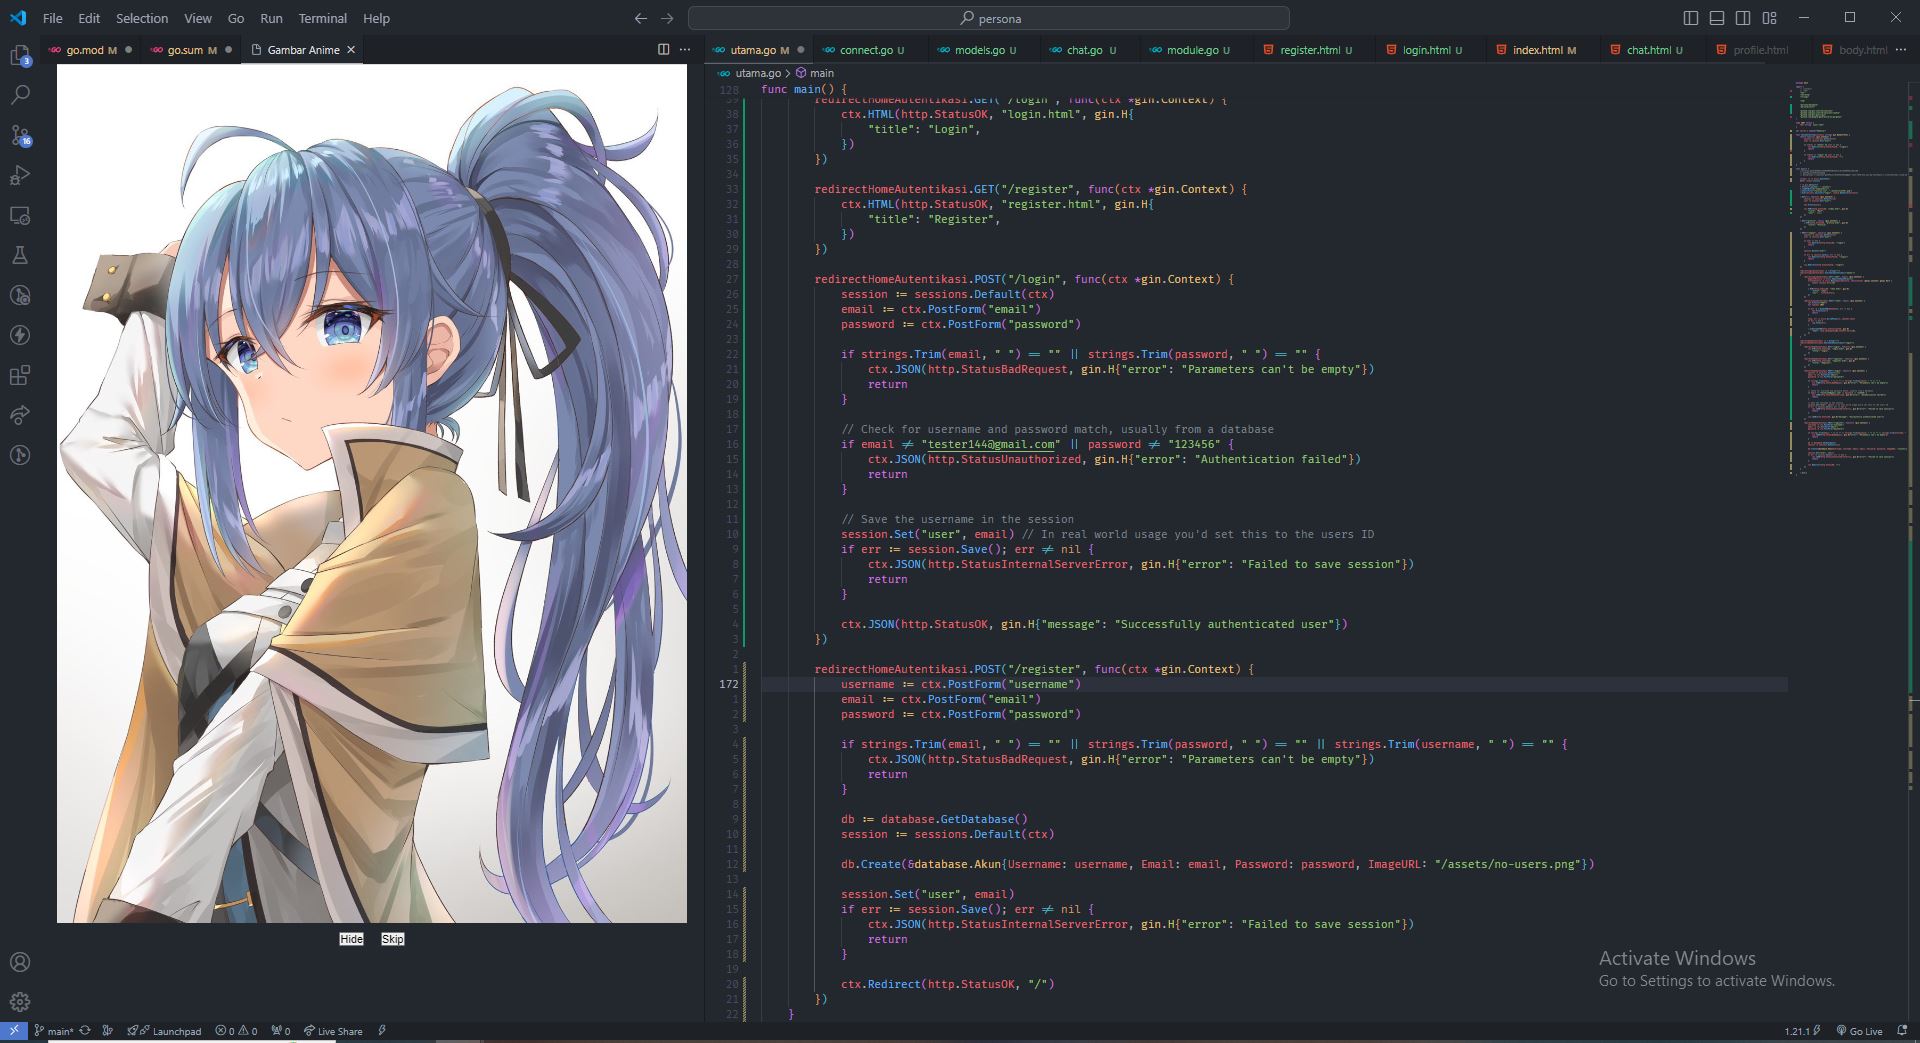 File Edit Selection View Go Run Terminal Help
persona
go.mod M
go.sum M
Gambar Anime
utama.go M
connect.go U
models.go U
chat.go U
module.go U
register.html U
login.html U
index.html M
chat.html U
profile.html
body.html
utama.go > main
128 func main() {
39 redirectHomeAutentikasi.GET("/login", func(ctx *gin.Context) {
38 ctx.HTML(http.StatusOK, "login.html", gin.H{
37 "title": "Login",
36 })
35 })
34
33 redirectHomeAutentikasi.GET("/register", func(ctx *gin.Context) {
32 ctx.HTML(http.StatusOK, "register.html", gin.H{
31 "title": "Register",
30 })
29 })
28
27 redirectHomeAutentikasi.POST("/login", func(ctx *gin.Context) {
26 session := sessions.Default(ctx)
25 email := ctx.PostForm("email")
24 password := ctx.PostForm("password")
23
22 if strings.Trim(email, " ") == "" || strings.Trim(password, " ") == "" {
21 ctx.JSON(http.StatusBadRequest, gin.H{"error": "Parameters can't be empty"})
20 return
19 }
18
17 // Check for username and password match, usually from a database
16 if email != "tester144@gmail.com" || password != "123456" {
15 ctx.JSON(http.StatusUnauthorized, gin.H{"error": "Authentication failed"})
14 return
13 }
12
11 // Save the username in the session
10 session.Set("user", email) // In real world usage you'd set this to the users ID
9 if err := session.Save(); err != nil {
8 ctx.JSON(http.StatusInternalServerError, gin.H{"error": "Failed to save session"})
7 return
6 }
5
4 ctx.JSON(http.StatusOK, gin.H{"message": "Successfully authenticated user"})
3 })
2
1 redirectHomeAutentikasi.POST("/register", func(ctx *gin.Context) {
172 username := ctx.PostForm("username")
1 email := ctx.PostForm("email")
2 password := ctx.PostForm("password")
3
4 if strings.Trim(email, " ") == "" || strings.Trim(password, " ") == "" || strings.Trim(username, " ") == "" {
5 ctx.JSON(http.StatusBadRequest, gin.H{"error": "Parameters can't be empty"})
6 return
7 }
8
9 db := database.GetDatabase()
10 session := sessions.Default(ctx)
11
12 db.Create(&database.Akun{Username: username, Email: email, Password: password, ImageURL: "/assets/no-users.png"})
13
14 session.Set("user", email)
15 if err := session.Save(); err != nil {
16 ctx.JSON(http.StatusInternalServerError, gin.H{"error": "Failed to save session"})
17 return
18 }
19
20 ctx.Redirect(http.StatusOK, "/")
21 })
22 }
3
16
Hide Skip
Activate Windows
Go to Settings to activate Windows.
main* Launchpad 0 0 0 Live Share
1.21.1 Go Live